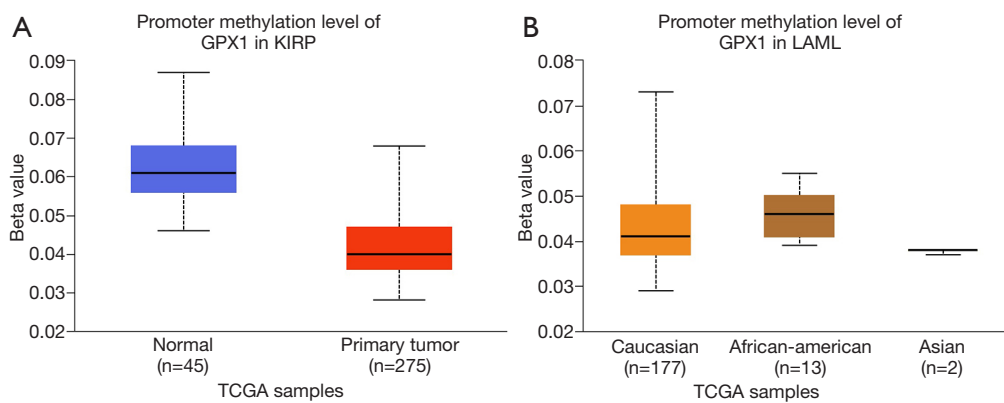 A
Promoter methylation level of
GPX1 in KIRP
Beta value
0.09
0.08
0.07
0.06
0.05
0.04
0.03
0.02
Normal
(n=45)
Primary tumor
(n=275)
TCGA samples
B
Promoter methylation level of
GPX1 in LAML
Beta value
0.08
0.07
0.06
0.05
0.04
0.03
0.02
Caucasian
(n=177)
African-american
(n=13)
Asian
(n=2)
TCGA samples